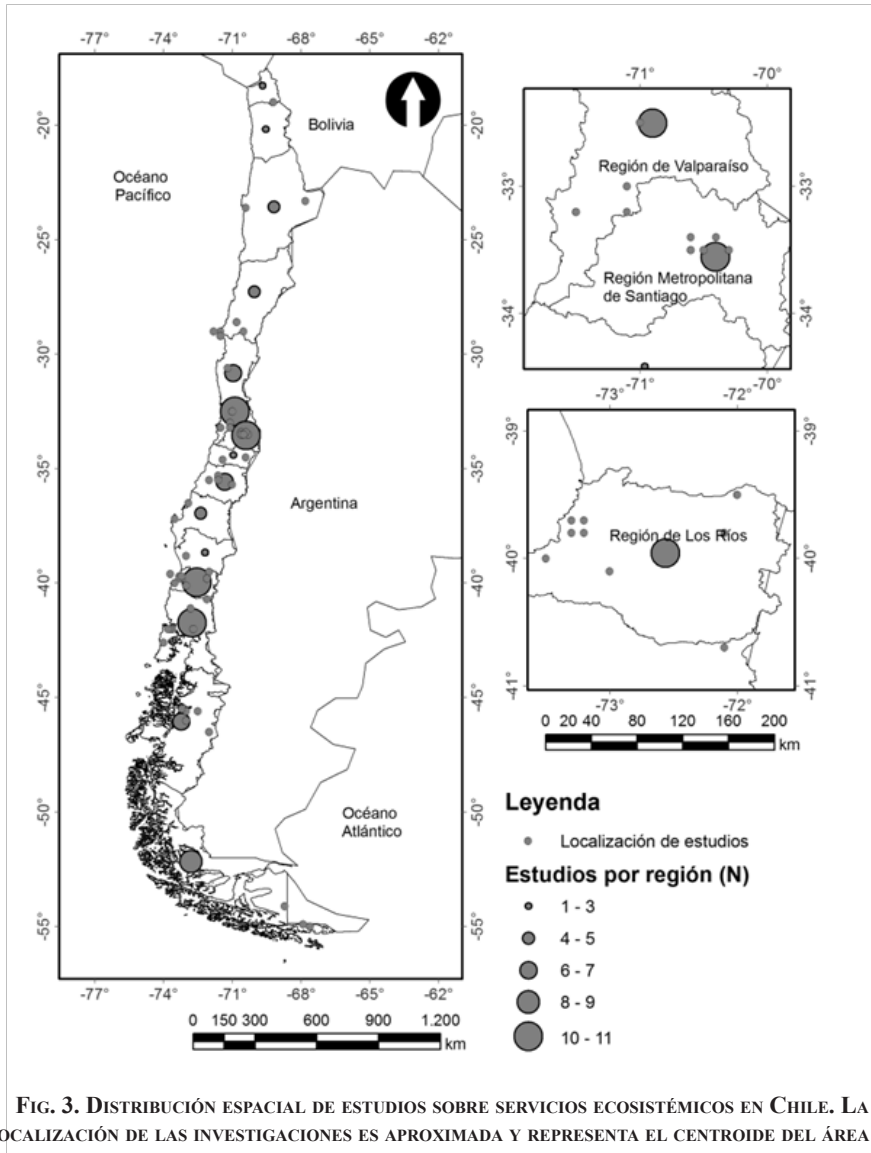 -77° -74° -71° -68° -65° -62°
-20°
-25°
-30°
-35°
-40°
-45°
-50°
-55°
Bolivia
Océano
Pacífico
Argentina
Océano
Atlántico
-20°
-25°
-30°
-35°
-40°
-45°
-50°
-55°
-77° -74° -71° -68° -65° -62°
0 150 300 600 900 1.200
km
-71° -70°
-33°
-34°
Región de Valparaíso
Región Metropolitana
de Santiago
-33°
-34°
-71° -70°
-73° -72°
-39°
-40°
-41°
Región de Los Ríos
-39°
-40°
-41°
-73° -72°
0 20 40 80 120 160 200
km
Leyenda
Localización de estudios
Estudios por región (N)
1 - 3
4 - 5
6 - 7
8 - 9
10 - 11
Fig. 3. Distribución espacial de estudios sobre servicios ecosistémicos en Chile. La
ocalización de las investigaciones es aproximada y representa el centroide del área